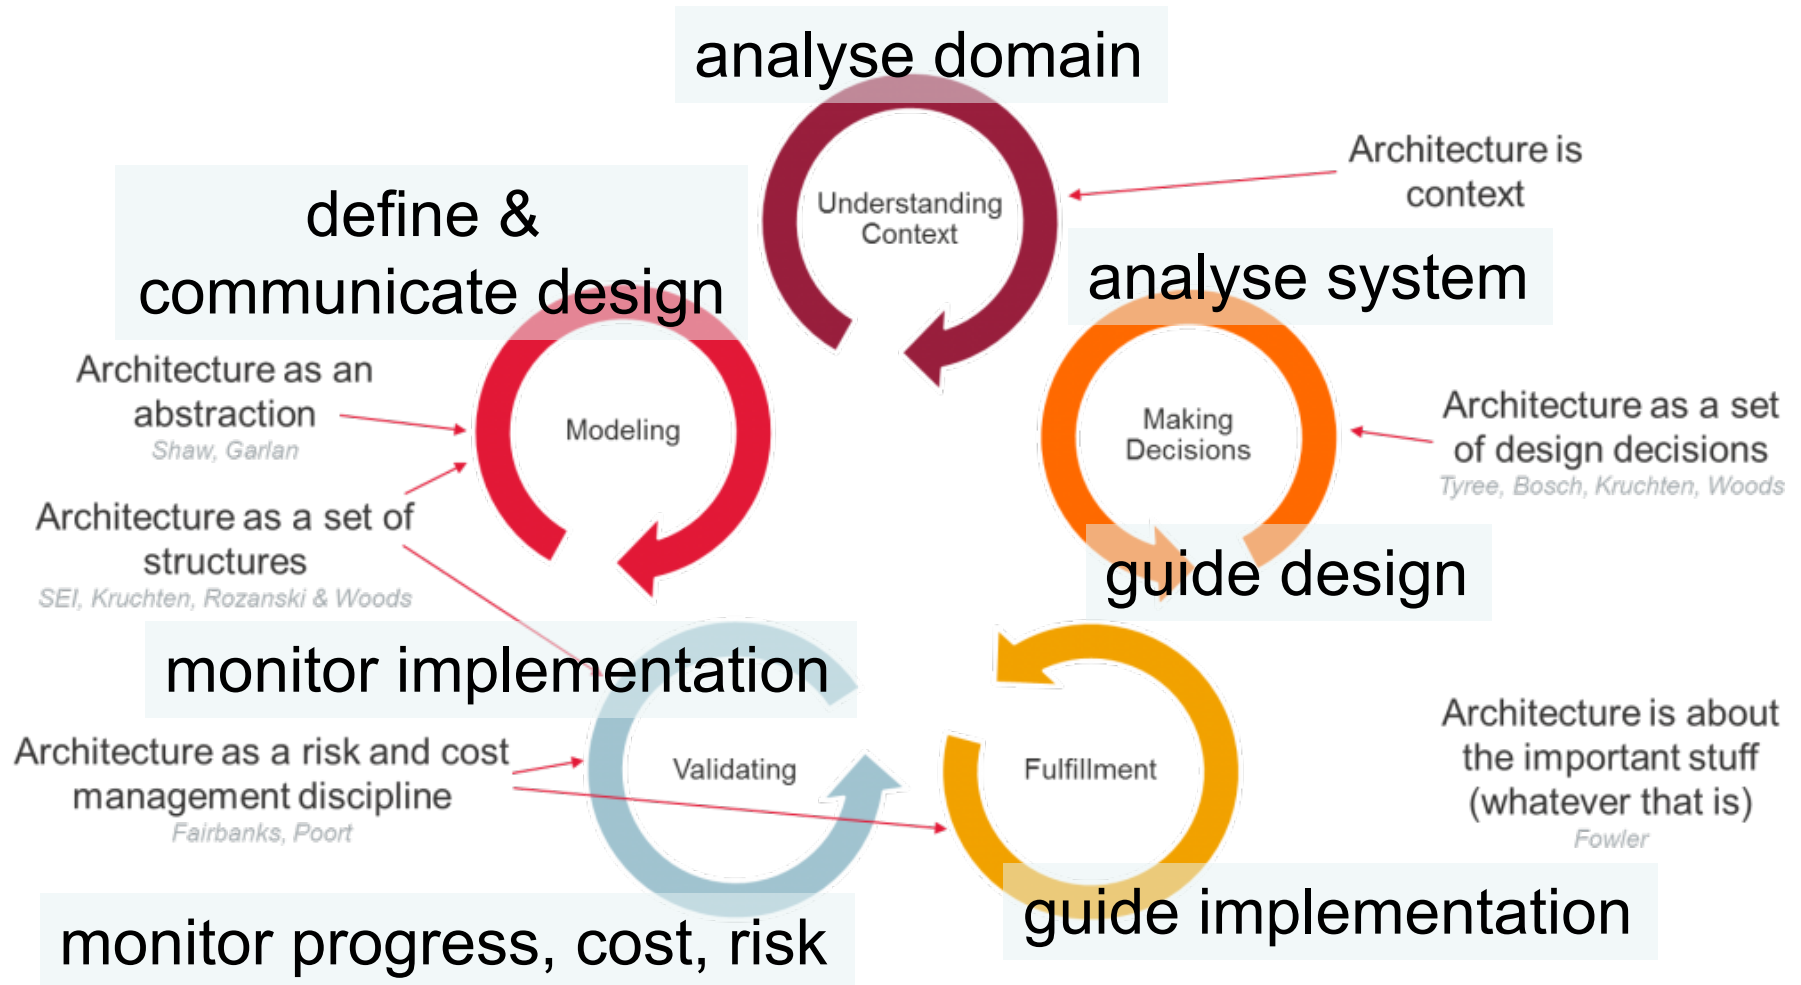 analyse domain
Understanding
Context
Architecture is
context
define &
communicate design
analyse system
Architecture as an
abstraction
Shaw, Garlan
Modeling
Making
Decisions
Architecture as a set
of design decisions
Tyree, Bosch, Kruchten, Woods
Architecture as a set of
structures
SEI, Kruchten, Rozanski & Woods
guide design
monitor implementation
Architecture as a risk and cost
management discipline
Fairbanks, Poort
Validating
Fulfillment
Architecture is about
the important stuff
(whatever that is)
Fowler
guide implementation
monitor progress, cost, risk